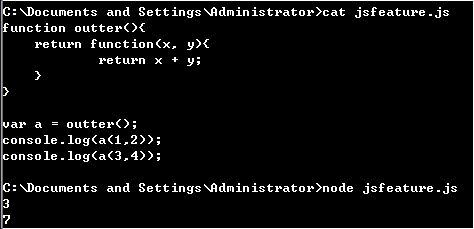 C:\Documents and Settings\Administrator>cat jsfeature.js
function outter(){
    return function(x, y){
            return x + y;
    }
}
var a = outter();
console.log(a(1,2));
console.log(a(3,4));
C:\Documents and Settings\Administrator>node jsfeature.js
3
7